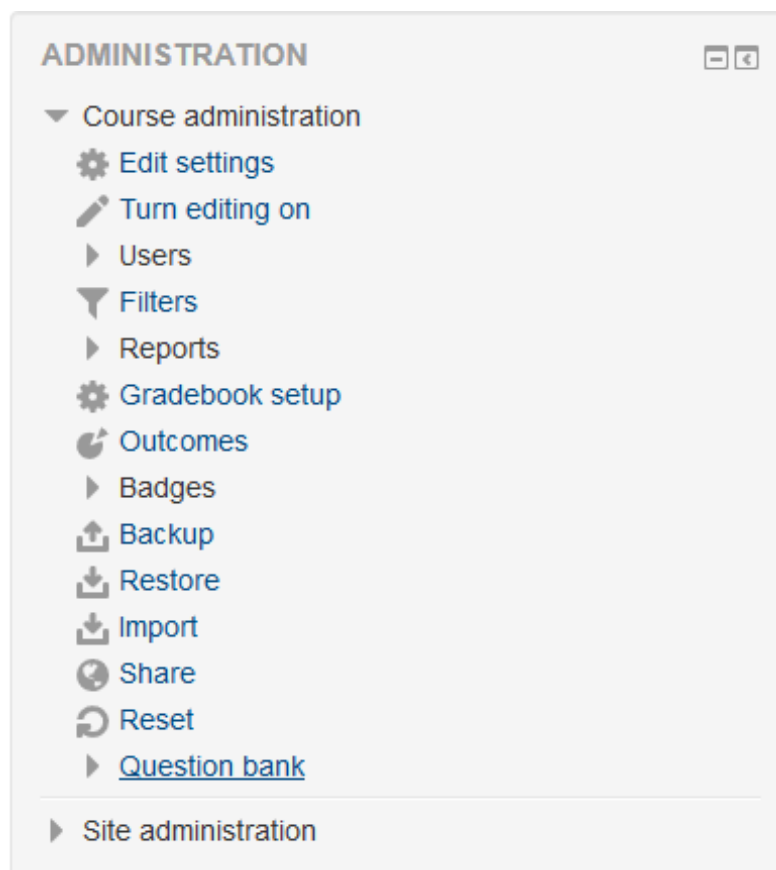 ADMINISTRATION
Course administration
Edit settings
Turn editing on
Users
Filters
Reports
Gradebook setup
Outcomes
Badges
Backup
Restore
Import
Share
Reset
Question bank
Site administration